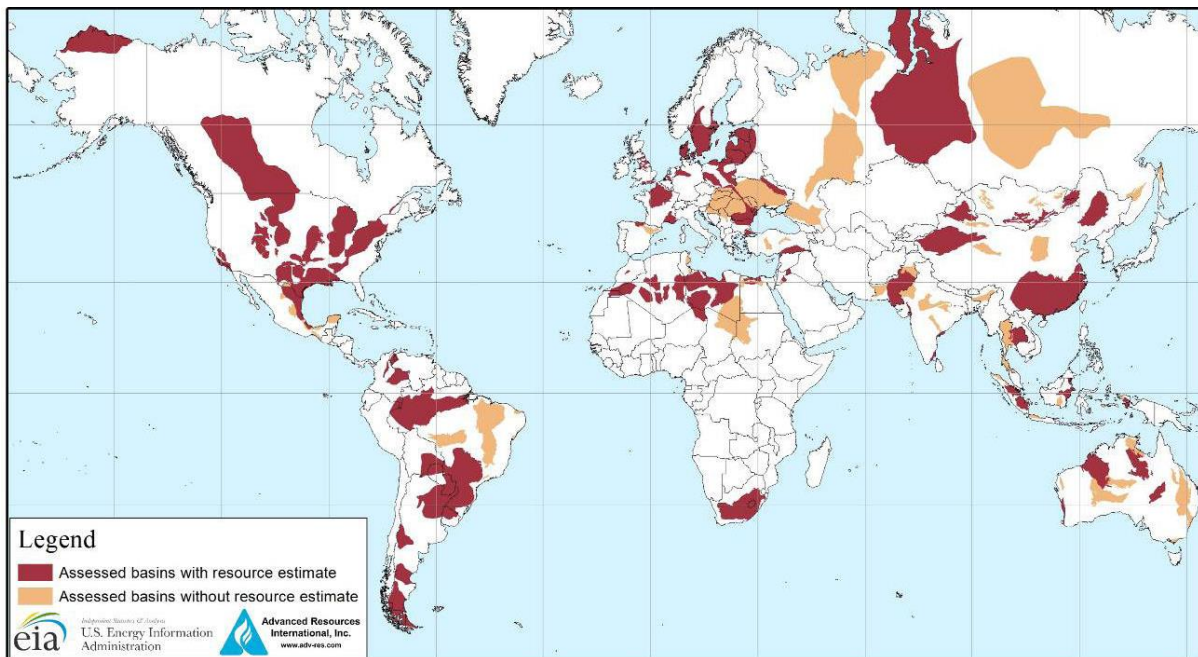 Legend
Assessed basins with resource estimate
Assessed basins without resource estimate
eia
Independent Statistics & Analysis
U.S. Energy Information
Administration
Advanced Resources
International, Inc.
www.adv-res.com